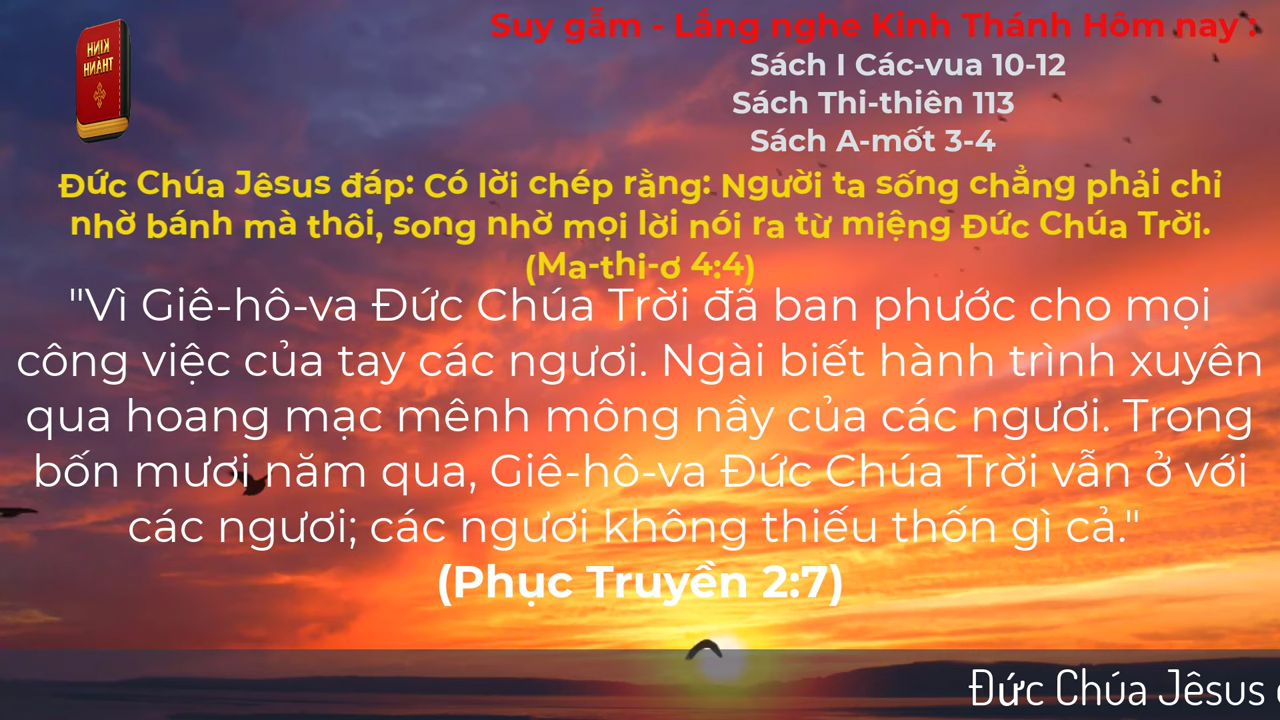 Suy gẫm - Lắng nghe Kinh Thánh Hôm nay :
KINH
THÁNH
Sách I Các-vua 10-12
Sách Thi-thiên 113
Sách A-mốt 3-4
Đức Chúa Jêsus đáp: Có lời chép rằng: Người ta sống chẳng phải chỉ
nhờ bánh mà thôi, song nhờ mọi lời nói ra từ miệng Đức Chúa Trời.
(Ma-thi-ơ 4:4)
"Vì Giê-hô-va Đức Chúa Trời đã ban phước cho mọi
công việc của tay các ngươi. Ngài biết hành trình xuyên
qua hoang mạc mênh mông nầy của các ngươi. Trong
bốn mươi năm qua, Giê-hô-va Đức Chúa Trời vẫn ở với
các ngươi; các ngươi không thiếu thốn gì cả."
(Phục Truyền 2:7)
Đức Chúa Jêsus